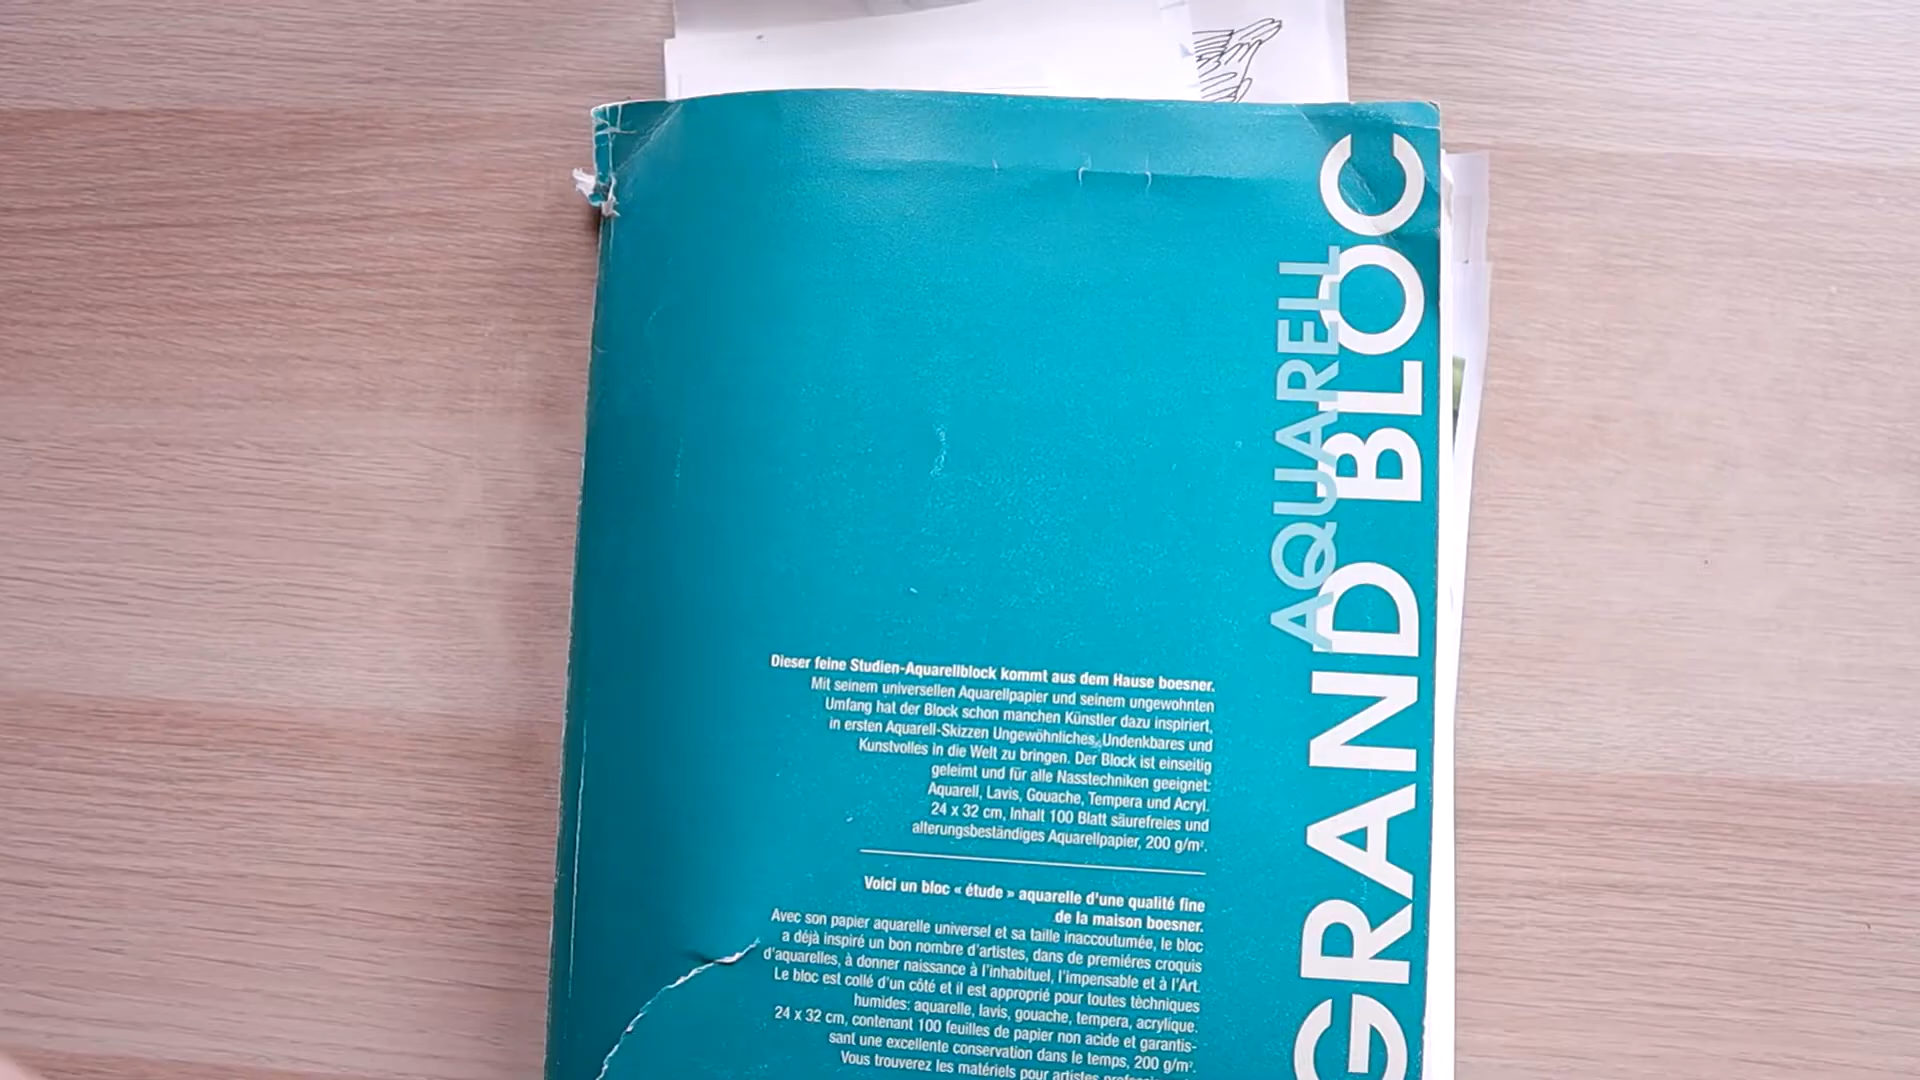 AQUARELL
GRAND BLOC
Dieser feine Studien-Aquarellblock kommt aus dem Hause boesner.
Mit seinem universellen Aquarellpapier und seinem ungewohnten
Umfang hat der Block schon manchen Künstler dazu inspiriert,
in ersten Aquarell-Skizzen Ungewöhnliches, Undenkbares und
Kunstvolles in die Welt zu bringen. Der Block ist einseitig
geleimt und für alle Nasstechniken geeignet:
Aquarell, Lavis, Gouache, Tempera und Acryl.
24 x 32 cm, Inhalt 100 Blatt säurefreies und
alterungsbeständiges Aquarellpapier, 200 g/m².
Voici un bloc « étude » aquarelle d'une qualité fine
de la maison boesner.
Avec son papier aquarelle universel et sa taille inaccoutumée, le bloc
a déjà inspiré un bon nombre d'artistes, dans de premiéres croquis
d'aquarelles, à donner naissance à l'inhabituel, l'impensable et à l'Art.
Le bloc est collé d'un côté et il est approprié pour toutes tèchniques
humides: aquarelle, lavis, gouache, tempera, acrylique.
24 x 32 cm, contenant 100 feuilles de papier non acide et garantis-
sant une excellente conservation dans le temps, 200 g/m².
Vous trouverez les matériels pour artistes